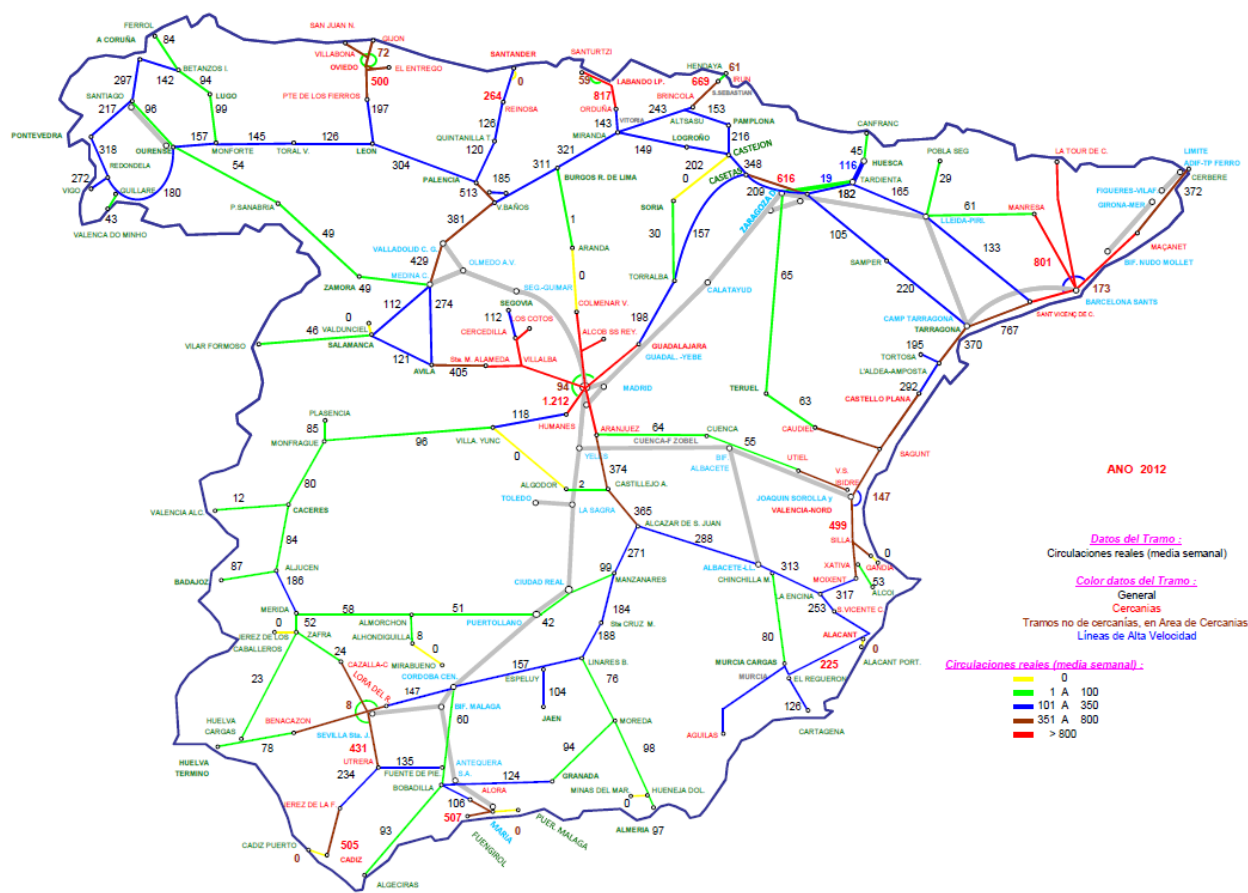 FERROL
A CORUÑA
84
SAN JUAN N.
GIJON
VILLABONA
72
OVIEDO
EL ENTREGO
500
PTE DE LOS FIERROS
197
SANTANDER
0
264
REINOSA
126
QUINTANILLA T.
120
SANTURTZI
59
LABANDO I.P.
817
ORDUÑA
143
VITORIA
MIRANDA
HENDAYA
61
IRUN
669
S.SEBASTIAN
BRINCOLA
243
153
ALTSASU
PAMPLONA
216
LOGROÑO
149
CASTEJON
202
348
CASETAS
BETANZOS I.
142
297
94
LUGO
99
SANTIAGO
217
96
PONTEVEDRA
OURENSE
157
MONFORTE
145
TORAL V.
126
LEON
304
318
REDONDELA
272
VIGO
GUILLARE
180
43
VALENCA DO MINHO
54
P.SANABRIA
49
ZAMORA
49
PALENCIA
513
185
0
V.BAÑOS
321
311
BURGOS R. DE LIMA
1
ARANDA
0
381
VALLADOLID C. G.
429
MEDINA C.
OLMEDO A.V.
SEG.-GUIMAR
SEGOVIA
112
LOS COTOS
CERCEDILLA
COLMENAR V.
ALCOB SS REY.
112
274
0
VALDUNCIEL
46
VILAR FORMOSO
SALAMANCA
121
AVILA
Sta. M. ALAMEDA
405
VILLALBA
94
MADRID
1.212
SORIA
30
TORRALBA
157
198
CALATAYUD
GUADALAJARA
GUADAL. -YEBE
CANFRANC
45
116
HUESCA
616
19
TARDIENTA
209
182
ZARAGOZA D.
165
POBLA SEG
29
61
LLEIDA-PIRI.
MANRESA
LA TOUR DE C.
LIMITE
ADIF-TP FERRO
CERBERE
372
FIGUERES-VILAF
GIRONA-MER
MAÇANET
BIF. NUDO MOLLET
801
173
BARCELONA SANTS
133
105
SAMPER
220
SANT VICENÇ DE C.
CAMP TARRAGONA
TARRAGONA
767
370
195
TORTOSA
L'ALDEA-AMPOSTA
292
CASTELLO PLANA
65
TERUEL
63
CAUDIEL
SAGUNT
PLASENCIA
85
MONFRAGUE
96
118
VILLA. YUNC
HUMANES
0
ARANJUEZ
64
CUENCA
CUENCA-F ZOBEL
55
YELES
BIF
ALBACETE
UTIEL
V.S.
ISIDRE
374
ALGODOR
2
CASTILLEJO A.
TOLEDO
LA SAGRA
JOAQUIN SOROLLA y
VALENCIA-NORD
147
499
SILLA
0
GANDIA
80
12
VALENCIA ALC.
CACERES
84
87
BADAJOZ
ALJUCEN
186
365
ALCAZAR DE S. JUAN
288
271
ALBACETE-LL.
313
CHINCHILLA M.
XATIVA
MOIXENT
53
ALCOI
LA ENCINA
317
253
S.VICENTE C.
CIUDAD REAL
99
MANZANARES
MERIDA
58
51
0
52
JEREZ DE LOS
CABALLEROS
ZAFRA
ALMORCHON
PUERTOLLANO
42
184
Sta CRUZ M.
188
ALHONDIGUILLA
8
0
MIRABUENO
80
ALACANT
0
ALACANT PORT.
225
24
CAZALLA-C
23
LORA DEL R.
147
CORDOBA CEN.
157
ESPELUY
LINARES B.
MURCIA CARGAS
MURCIA
EL REGUERON
126
CARTAGENA
AGUILAS
104
JAEN
76
MOREDA
8
BENACAZON
HUELVA
CARGAS
78
HUELVA
TERMINO
SEVILLA Sta. J.
BIF. MALAGA
60
431
UTRERA
234
135
FUENTE DE PIE.
ANTEQUERA
S.A.
BOBADILLA
124
94
GRANADA
98
MINAS DEL MAR
0
HUENEJA DOL.
ALMERIA
97
JEREZ DE LA F.
106
ALORA
507
MARIA
0
PUER. MALAGA
FUENGIROL
93
CADIZ PUERTO
0
505
CADIZ
ALGECIRAS
ANO 2012
Datos del Tramo :
Circulaciones reales (media semanal)
Color datos del Tramo :
General
Cercanias
Tramos no de cercanías, en Area de Cercanias
Líneas de Alta Velocidad
Circulaciones reales (media semanal) :
0
1 A 100
101 A 350
351 A 800
> 800